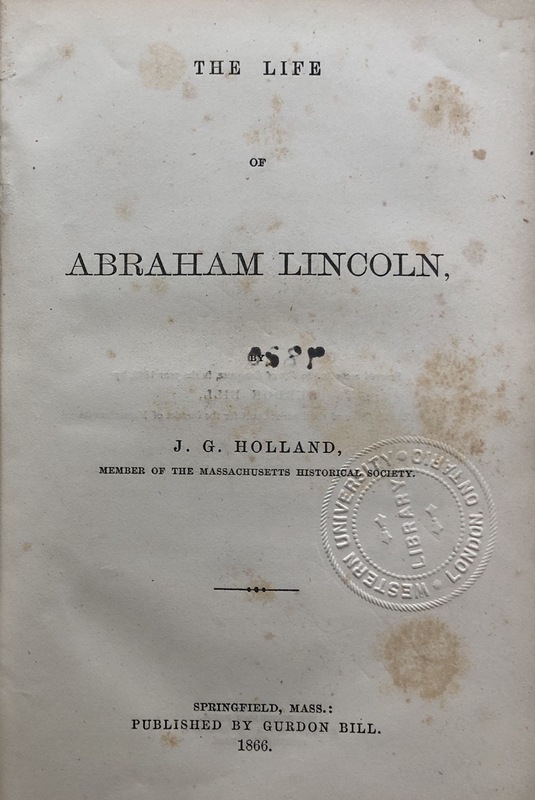 THE LIFE
OF
ABRAHAM LINCOLN,
BY
J. G. HOLLAND,
MEMBER OF THE MASSACHUSETTS HISTORICAL SOCIETY.
WESTERN UNIVERSITY LONDON ONTARIO
LIBRARY
SPRINGFIELD, MASS.:
PUBLISHED BY GURDON BILL.
1866.